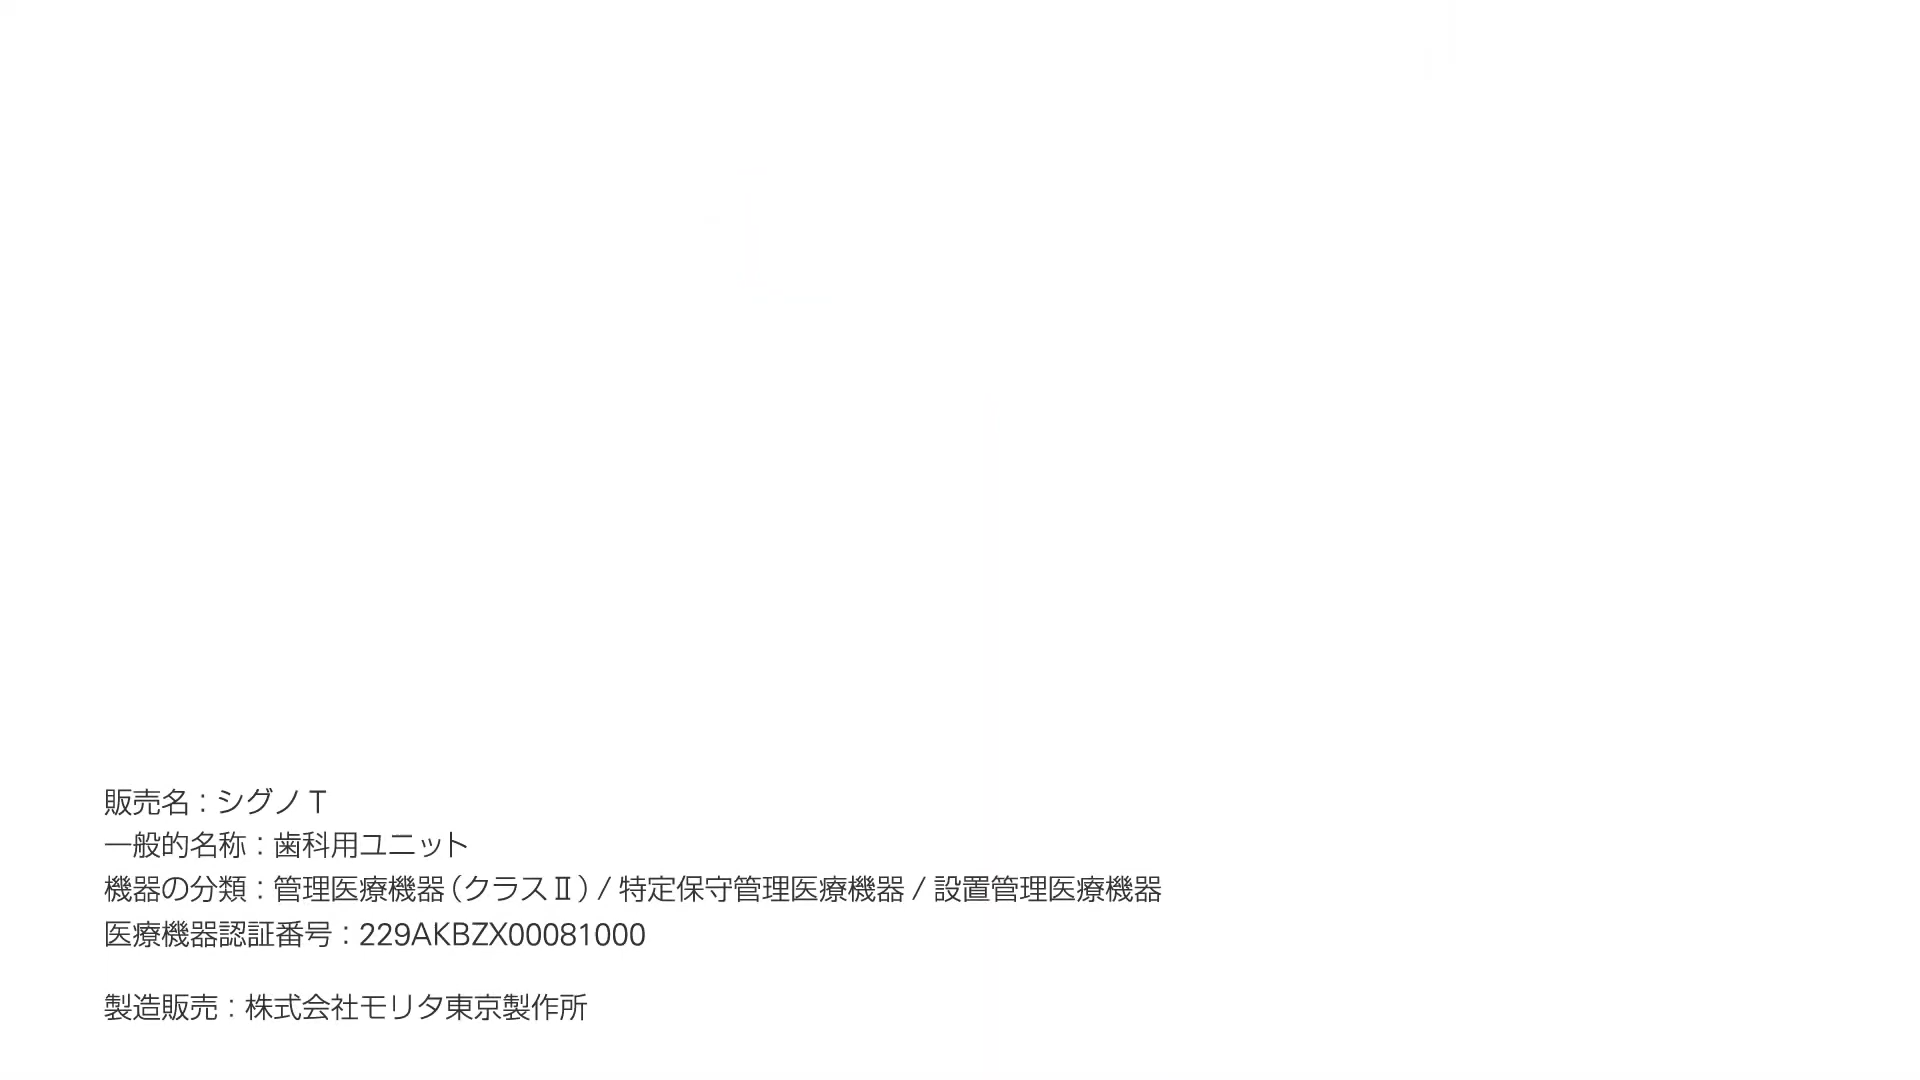 販売名：シグノ T
一般的名称：歯科用ユニット
機器の分類：管理医療機器（クラスⅡ）/ 特定保守管理医療機器 / 設置管理医療機器
医療機器認証番号：229AKBZX00081000
製造販売：株式会社モリタ東京製作所